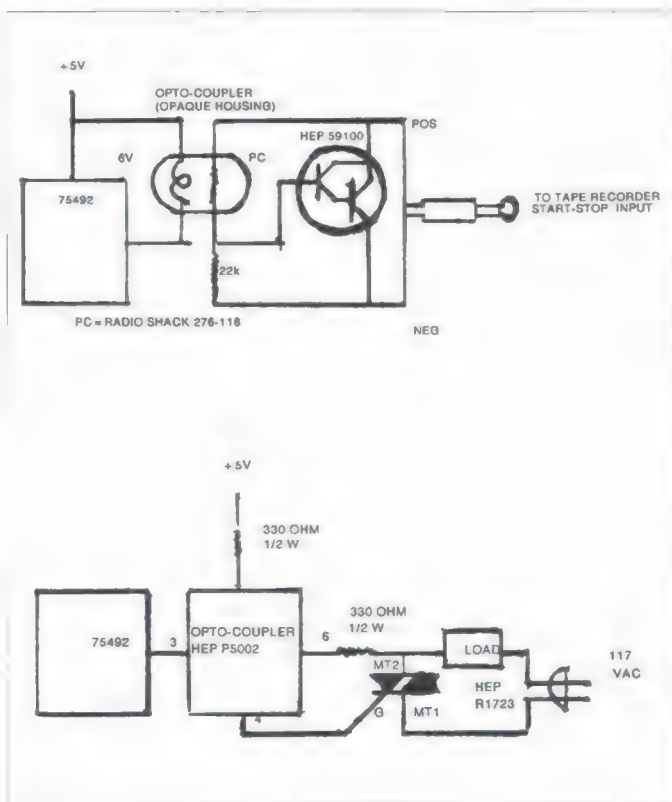 +5V
OPTO-COUPLER
(OPAQUE HOUSING)
6V
PC
HEP 59100
POS
75492
TO TAPE RECORDER
START-STOP INPUT
22k
PC = RADIO SHACK 276-116
NEG
+5V
330 OHM
1/2 W
75492
3
OPTO-COUPLER
HEP P5002
6
330 OHM
1/2 W
LOAD
117
VAC
MT2
HEP
R1723
4
G
MT1